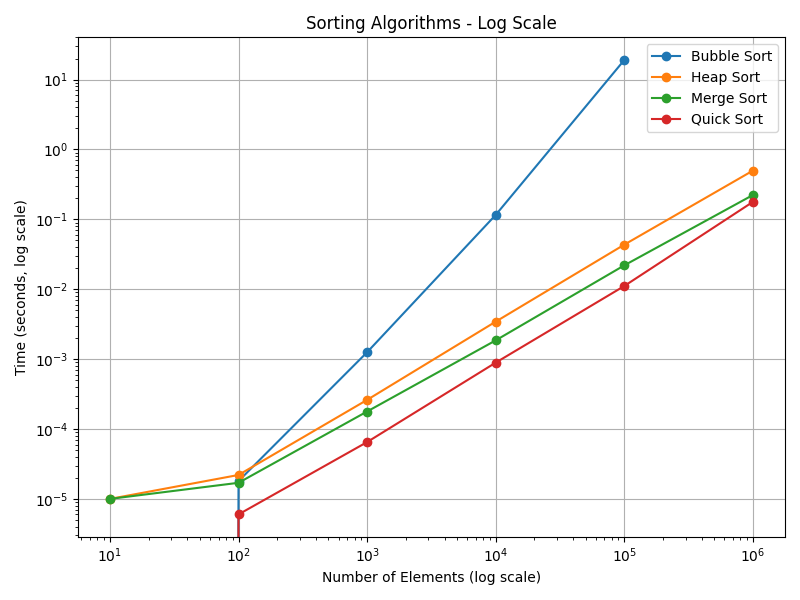 Sorting Algorithms - Log Scale
Bubble Sort
Heap Sort
Merge Sort
Quick Sort
Time (seconds, log scale)
10¹
10⁰
10⁻¹
10⁻²
10⁻³
10⁻⁴
10⁻⁵
10¹ 10² 10³ 10⁴ 10⁵ 10⁶
Number of Elements (log scale)